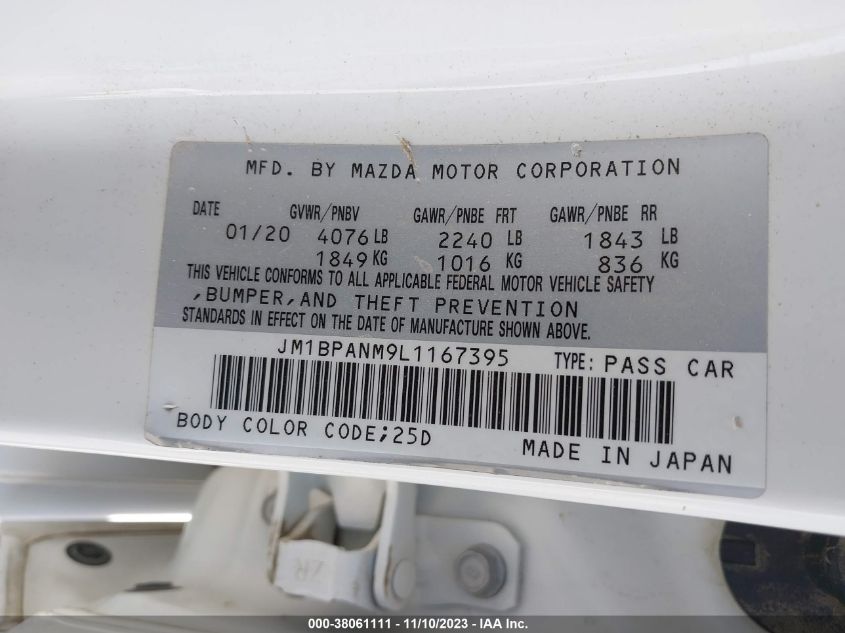 MFD. BY MAZDA MOTOR CORPORATION
DATE GVWR/PNBV GAWR/PNBE FRT GAWR/PNBE RR
01/20 4076 LB 2240 LB 1843 LB
1849 KG 1016 KG 836 KG
THIS VEHICLE CONFORMS TO ALL APPLICABLE FEDERAL MOTOR VEHICLE SAFETY
,BUMPER,AND THEFT PREVENTION
STANDARDS IN EFFECT ON THE DATE OF MANUFACTURE SHOWN ABOVE.
JM1BPANM9L1167395 TYPE: PASS CAR
BODY COLOR CODE;25D
MADE IN JAPAN
ZR
000-38061111 - 11/10/2023 - IAA Inc.